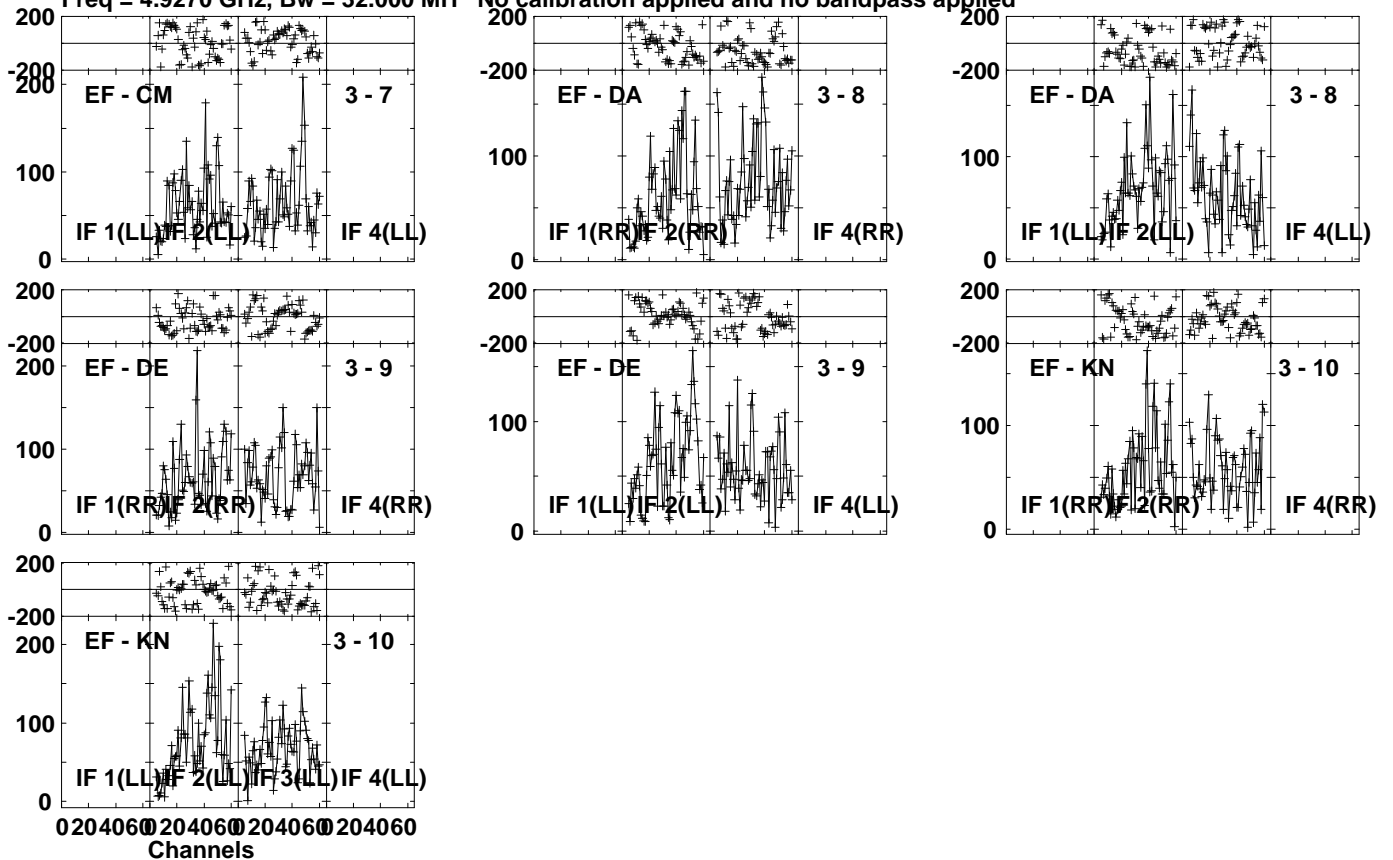 Freq = 4.9270 GHz, Bw = 32.000 MH No calibration applied and no bandpass applied
200
-200
200
100
0
EF - CM 3 - 7
IF 1(LL) IF 2(LL) IF 4(LL)
200
-200
100
0
EF - DA 3 - 8
IF 1(RR) IF 2(RR) IF 4(RR)
200
-200
100
0
EF - DA 3 - 8
IF 1(LL) IF 2(LL) IF 4(LL)
200
-200
200
100
0
EF - DE 3 - 9
IF 1(RR) IF 2(RR) IF 4(RR)
200
-200
100
0
EF - DE 3 - 9
IF 1(LL) IF 2(LL) IF 4(LL)
200
-200
100
0
EF - KN 3 - 10
IF 1(RR) IF 2(RR) IF 4(RR)
200
-200
200
100
0
EF - KN 3 - 10
IF 1(LL) IF 2(LL) IF 3(LL) IF 4(LL)
0 20 40 60 0 20 40 60 0 20 40 60 0 20 40 60
Channels